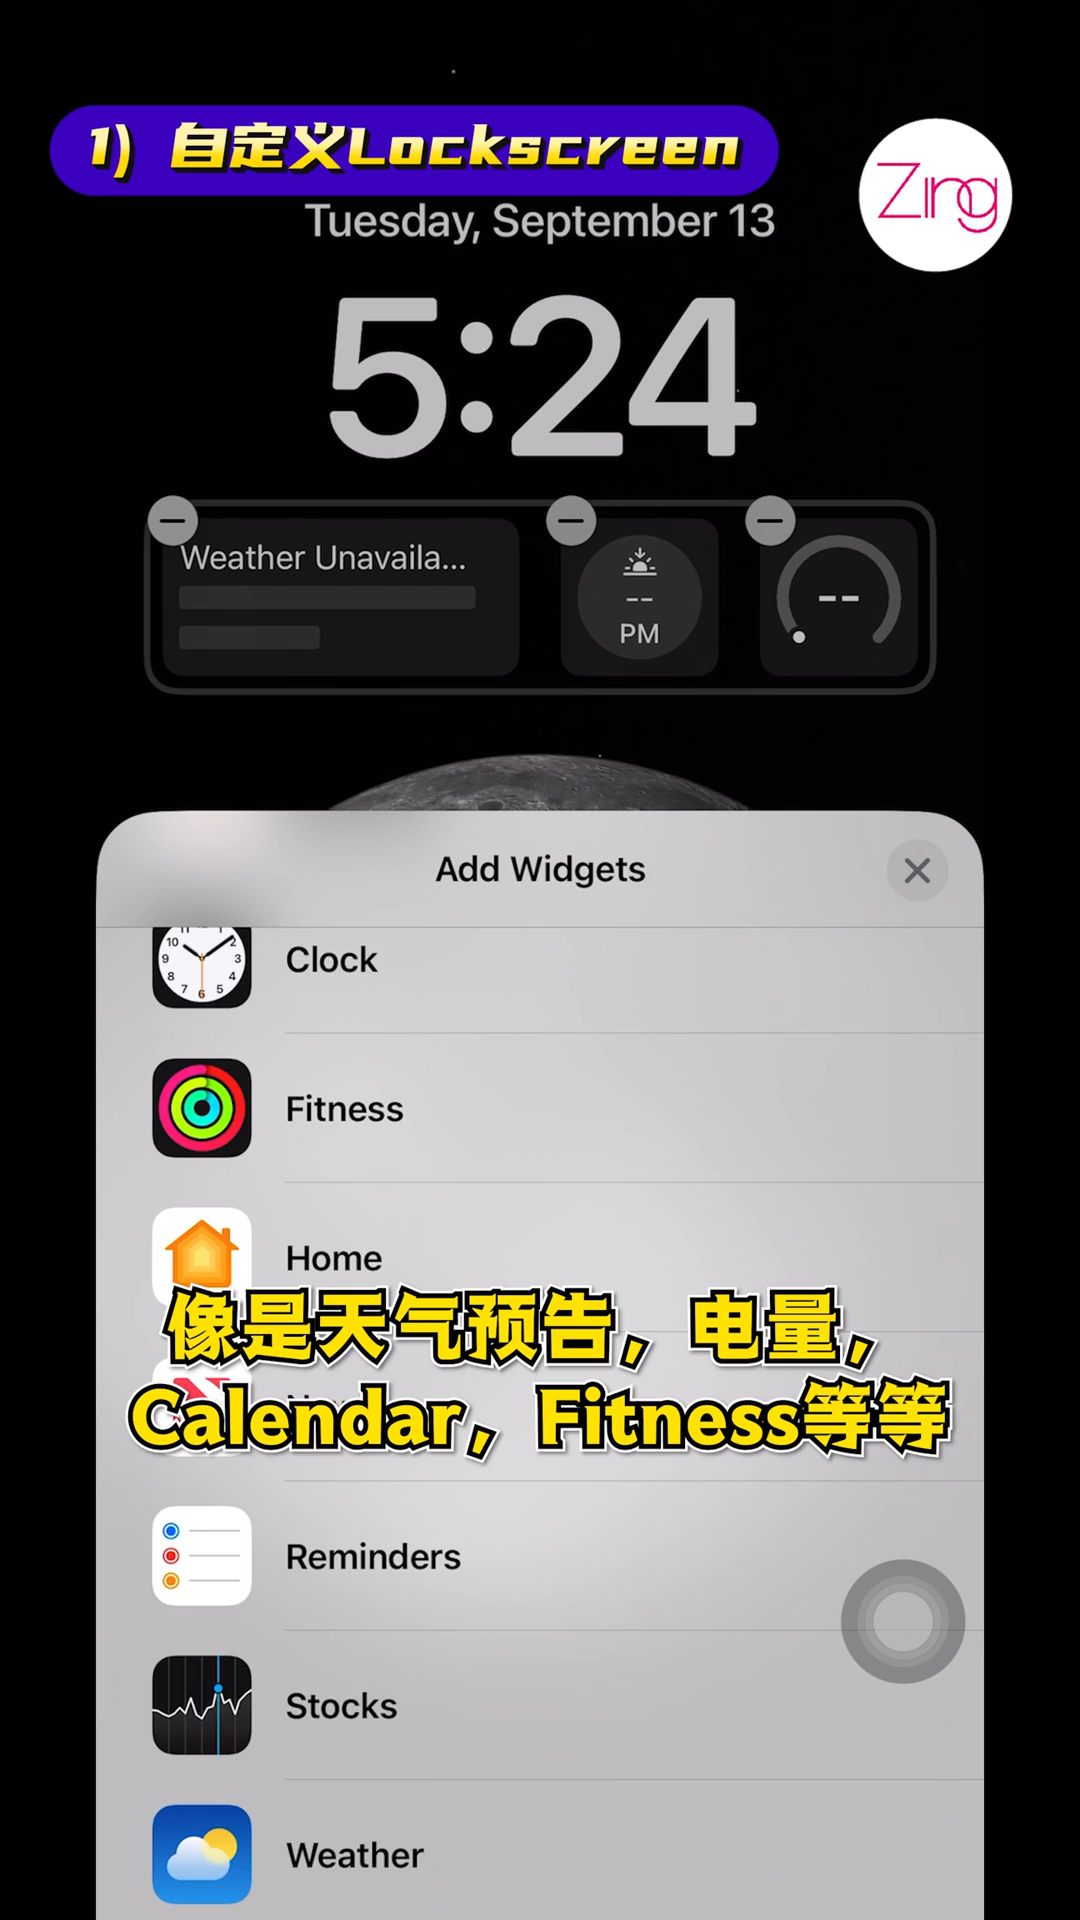 1) 自定义Lockscreen
Zing
Tuesday, September 13
5:24
Weather Unavaila...
--
PM
--
Add Widgets
Clock
Fitness
Home
像是天气预告，电量，
Calendar，Fitness等等
Reminders
Stocks
Weather